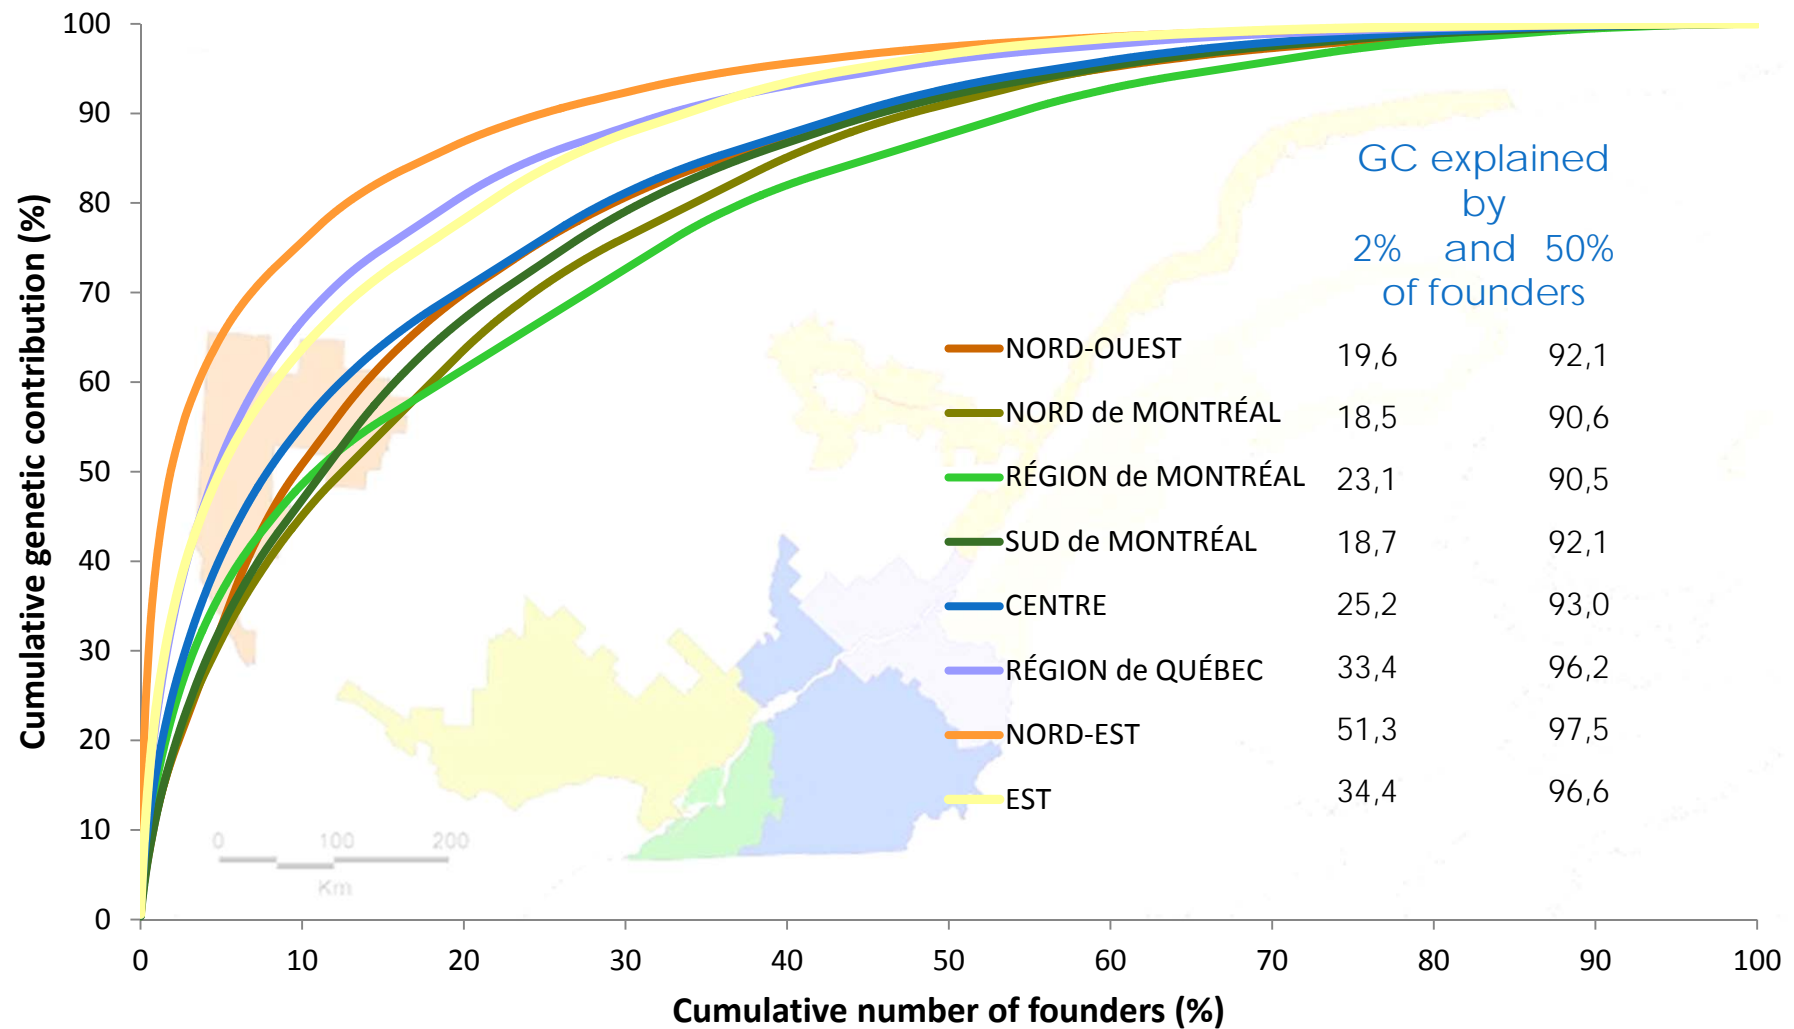 100
90
80
70
60
50
40
30
20
10
0
Cumulative genetic contribution (%)
GC explained
by
2% and 50%
of founders
NORD-OUEST 19,6 92,1
NORD de MONTRÉAL 18,5 90,6
RÉGION de MONTRÉAL 23,1 90,5
SUD de MONTRÉAL 18,7 92,1
CENTRE 25,2 93,0
RÉGION de QUÉBEC 33,4 96,2
NORD-EST 51,3 97,5
EST 34,4 96,6
0 100 200
Km
0 10 20 30 40 50 60 70 80 90 100
Cumulative number of founders (%)